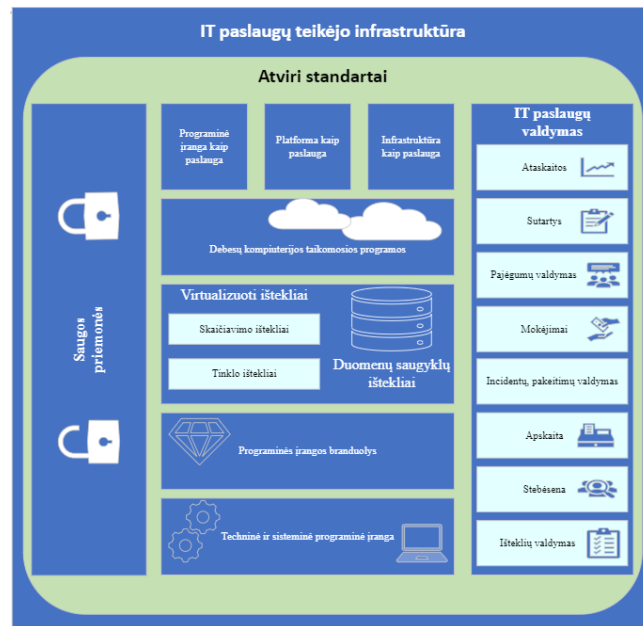 IT paslaugų teikėjo infrastruktūra
Atviri standartai
Saugos
priemonės
Programinė
įranga kaip
paslauga
Platforma kaip
paslauga
Infrastruktūra
kaip paslauga
Debesų kompiuterijos taikomosios programos
Virtualizuoti ištekliai
Skaičiavimo ištekliai
Tinklo ištekliai
Duomenų saugyklų
ištekliai
Programinės įrangos branduolys
Techninė ir sisteminė programinė įranga
IT paslaugų
valdymas
Ataskaitos
Sutartys
Pajėgumų valdymas
Mokėjimai
Incidentų, pakeitimų valdymas
Apskaita
Stebėsena
Išteklių valdymas